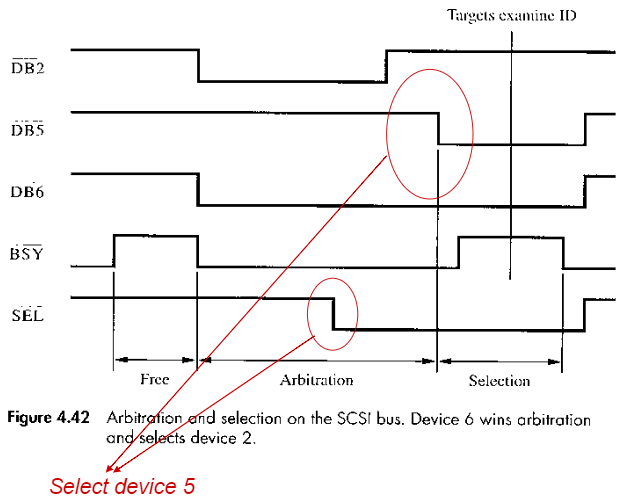 Targets examine ID
DB2
DB5
DB6
BSY
SEL
Free Arbitration Selection
Figure 4.42 Arbitration and selection on the SCSI bus. Device 6 wins arbitration
and selects device 2.
Select device 5